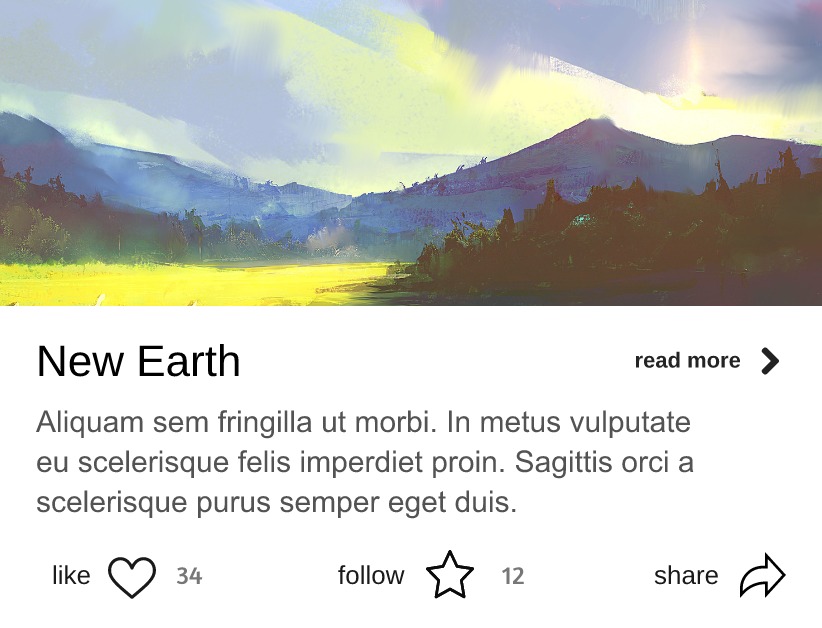 New Earth
read more
Aliquam sem fringilla ut morbi. In metus vulputate
eu scelerisque felis imperdiet proin. Sagittis orci a
scelerisque purus semper eget duis.
like 34 follow 12 share